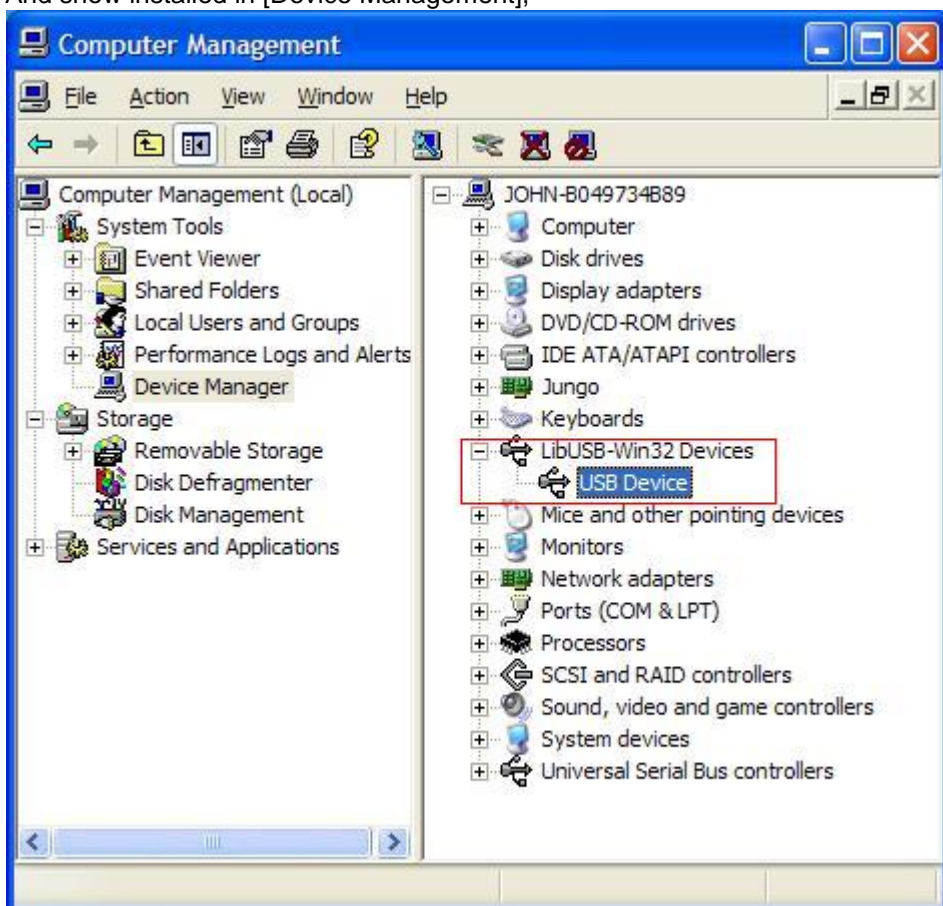 And show installed in [Device Management],
Computer Management
File Action View Window Help
Computer Management (Local)
System Tools
Event Viewer
Shared Folders
Local Users and Groups
Performance Logs and Alerts
Device Manager
Storage
Removable Storage
Disk Defragmenter
Disk Management
Services and Applications
JOHN-B049734B89
Computer
Disk drives
Display adapters
DVD/CD-ROM drives
IDE ATA/ATAPI controllers
Jungo
Keyboards
LibUSB-Win32 Devices
USB Device
Mice and other pointing devices
Monitors
Network adapters
Ports (COM & LPT)
Processors
SCSI and RAID controllers
Sound, video and game controllers
System devices
Universal Serial Bus controllers